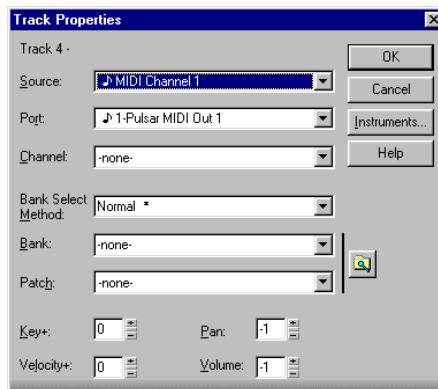 Track Properties
Track 4 -
OK
Source: MIDI Channel 1
Cancel
Port: 1-Pulsar MIDI Out 1
Instruments...
Channel: -none-
Help
Bank Select Method: Normal *
Bank: -none-
Patch: -none-
Key+: 0 Pan: -1
Velocity+: 0 Volume: -1